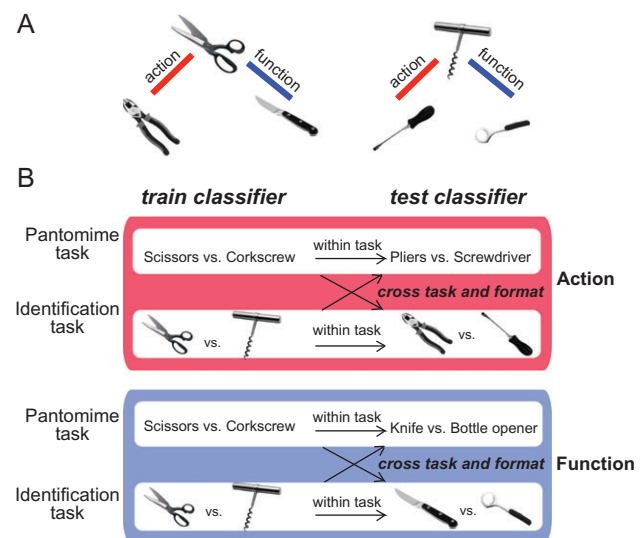 A
action
function
action
function
B
train classifier
test classifier
Pantomime
task
Scissors vs. Corkscrew
within task
Pliers vs. Screwdriver
cross task and format
Action
Identification
task
vs.
within task
vs.
Pantomime
task
Scissors vs. Corkscrew
within task
Knife vs. Bottle opener
cross task and format
Function
Identification
task
vs.
within task
vs.